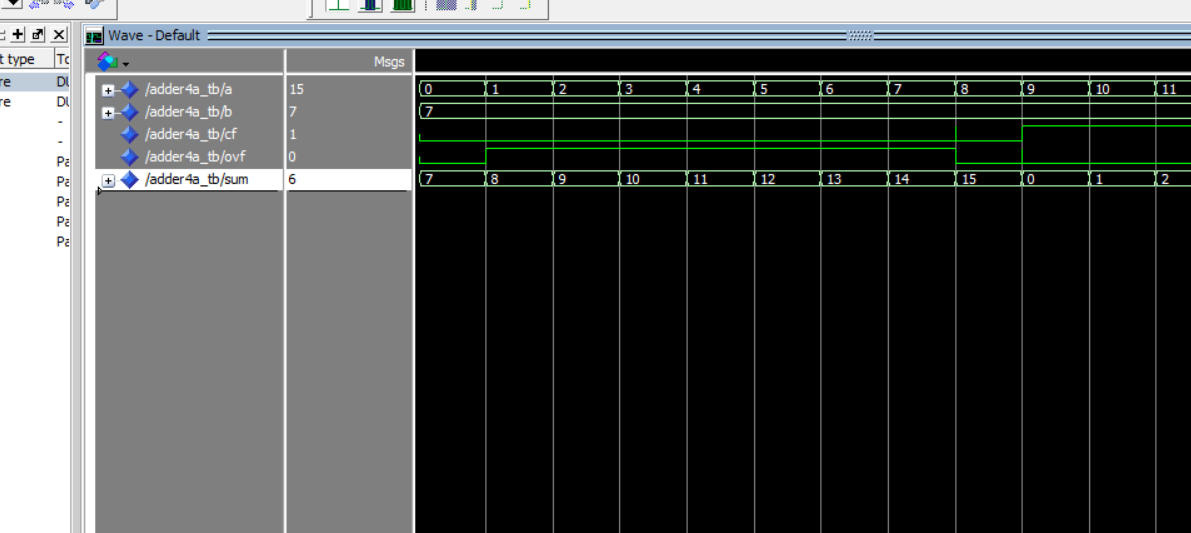 Wave - Default
t type To
Msgs
re DU
/adder4a_tb/a 15 0 1 2 3 4 5 6 7 8 9 10 11
re DU
/adder4a_tb/b 7 7
-
/adder4a_tb/cf 1
-
/adder4a_tb/ovf 0
Pa
/adder4a_tb/sum 6 7 8 9 10 11 12 13 14 15 0 1 2
Pa
Pa
Pa
Pa